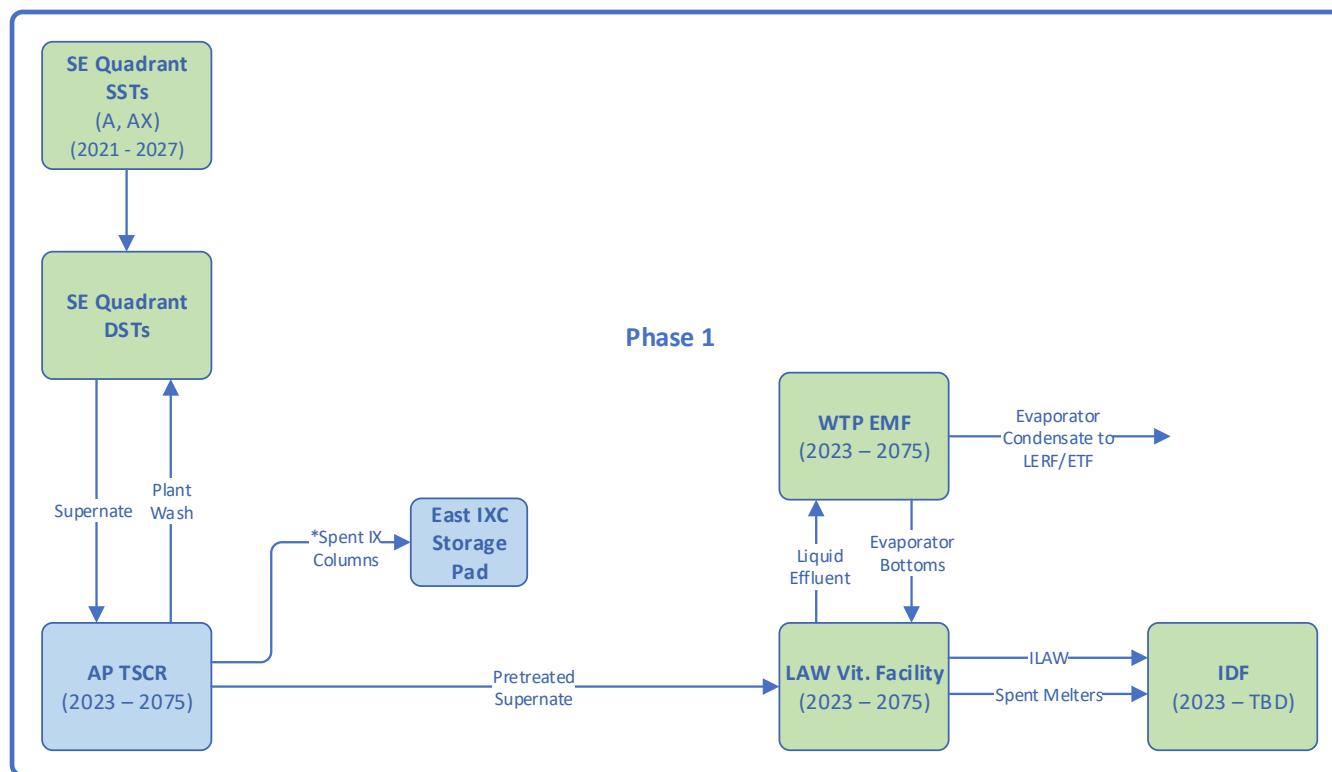 SE Quadrant
SSTs
(A, AX)
(2021 - 2027)
SE Quadrant
DSTs
Phase 1
WTP EMF
(2023 – 2075)
Evaporator
Condensate to
LERF/ETF
Supernate
Plant
Wash
*Spent IX
Columns
East IXC
Storage
Pad
Liquid
Effluent
Evaporator
Bottoms
AP TSCR
(2023 – 2075)
Pretreated
Supernate
LAW Vit. Facility
(2023 – 2075)
ILAW
Spent Melters
IDF
(2023 – TBD)